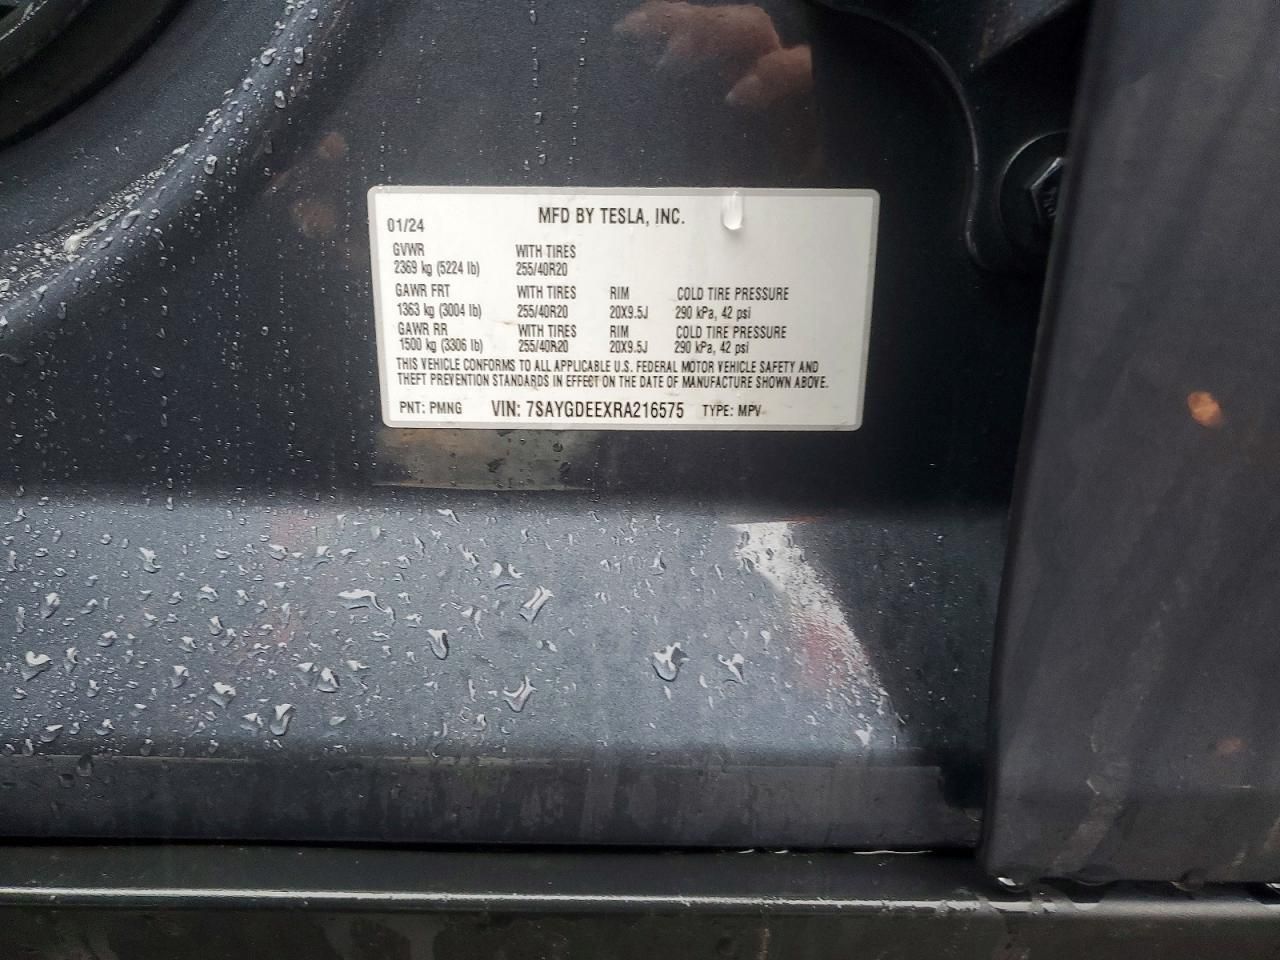 MFD BY TESLA, INC.
01/24
GVWR WITH TIRES
2369 kg (5224 lb) 255/40R20
GAWR FRT WITH TIRES RIM COLD TIRE PRESSURE
1363 kg (3004 lb) 255/40R20 20X9.5J 290 kPa, 42 psi
GAWR RR WITH TIRES RIM COLD TIRE PRESSURE
1500 kg (3306 lb) 255/40R20 20X9.5J 290 kPa, 42 psi
THIS VEHICLE CONFORMS TO ALL APPLICABLE U.S. FEDERAL MOTOR VEHICLE SAFETY AND
THEFT PREVENTION STANDARDS IN EFFECT ON THE DATE OF MANUFACTURE SHOWN ABOVE.
PNT: PMNG VIN: 7SAYGDEEXRA216575 TYPE: MPV